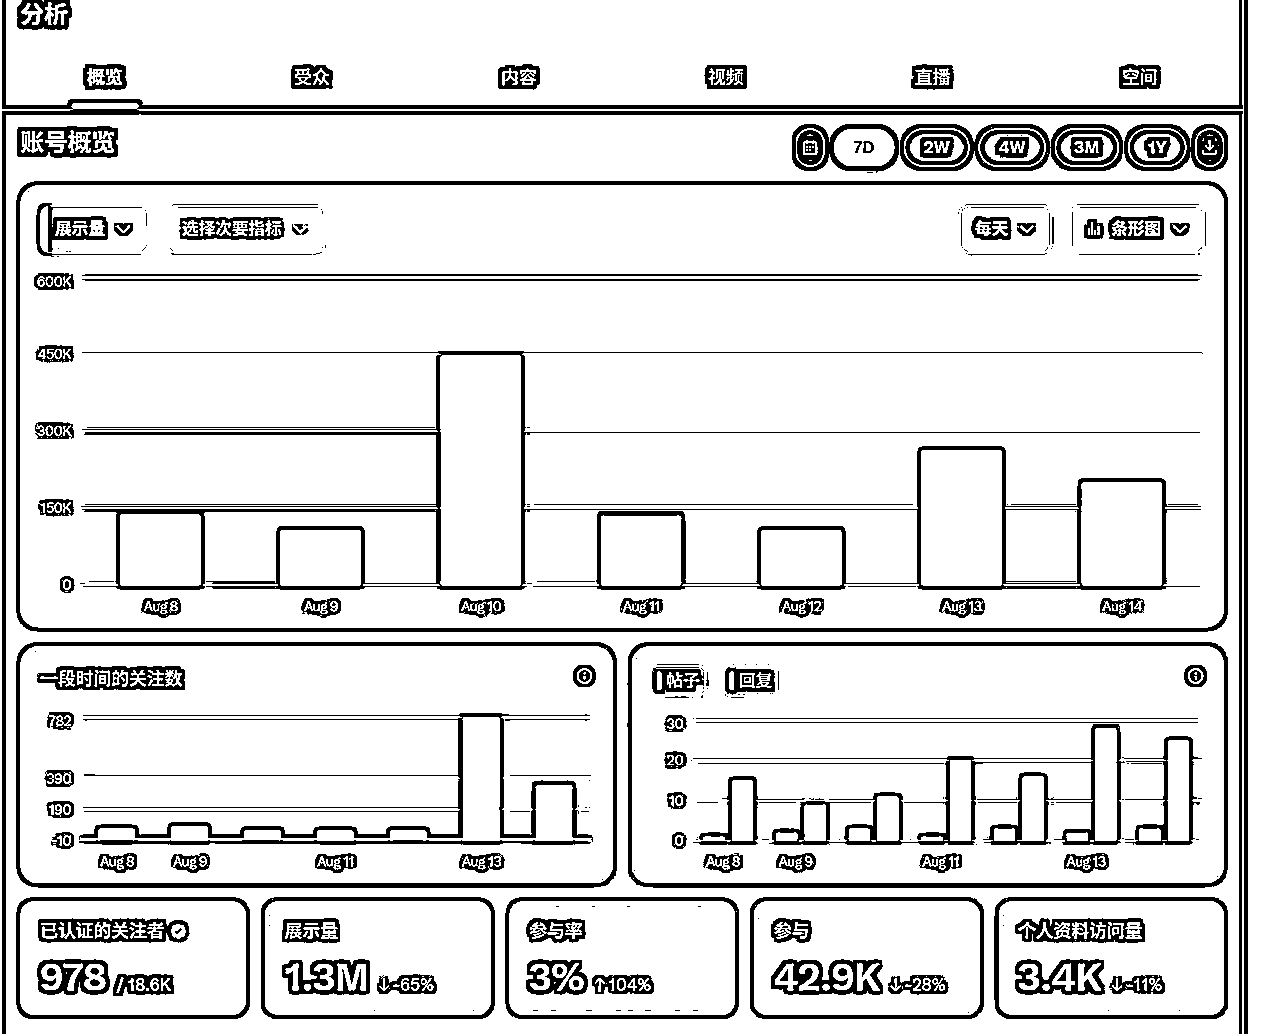 分析
概览 受众 内容 视频 直播 空间
账号概览 7D 2W 4W 3M 1Y
展示量 选择次要指标 每天 条形图
600K
450K
300K
150K
0
Aug 8 Aug 9 Aug 10 Aug 11 Aug 12 Aug 13 Aug 14
一段时间的关注数
782
390
190
-10
Aug 8 Aug 9 Aug 11 Aug 13
帖子 回复
30
20
10
0
Aug 8 Aug 9 Aug 11 Aug 13
已认证的关注者
978 / 18.6K
展示量
1.3M ↓-65%
参与率
3% ↑104%
参与
42.9K ↓-28%
个人资料访问量
3.4K ↓-11%